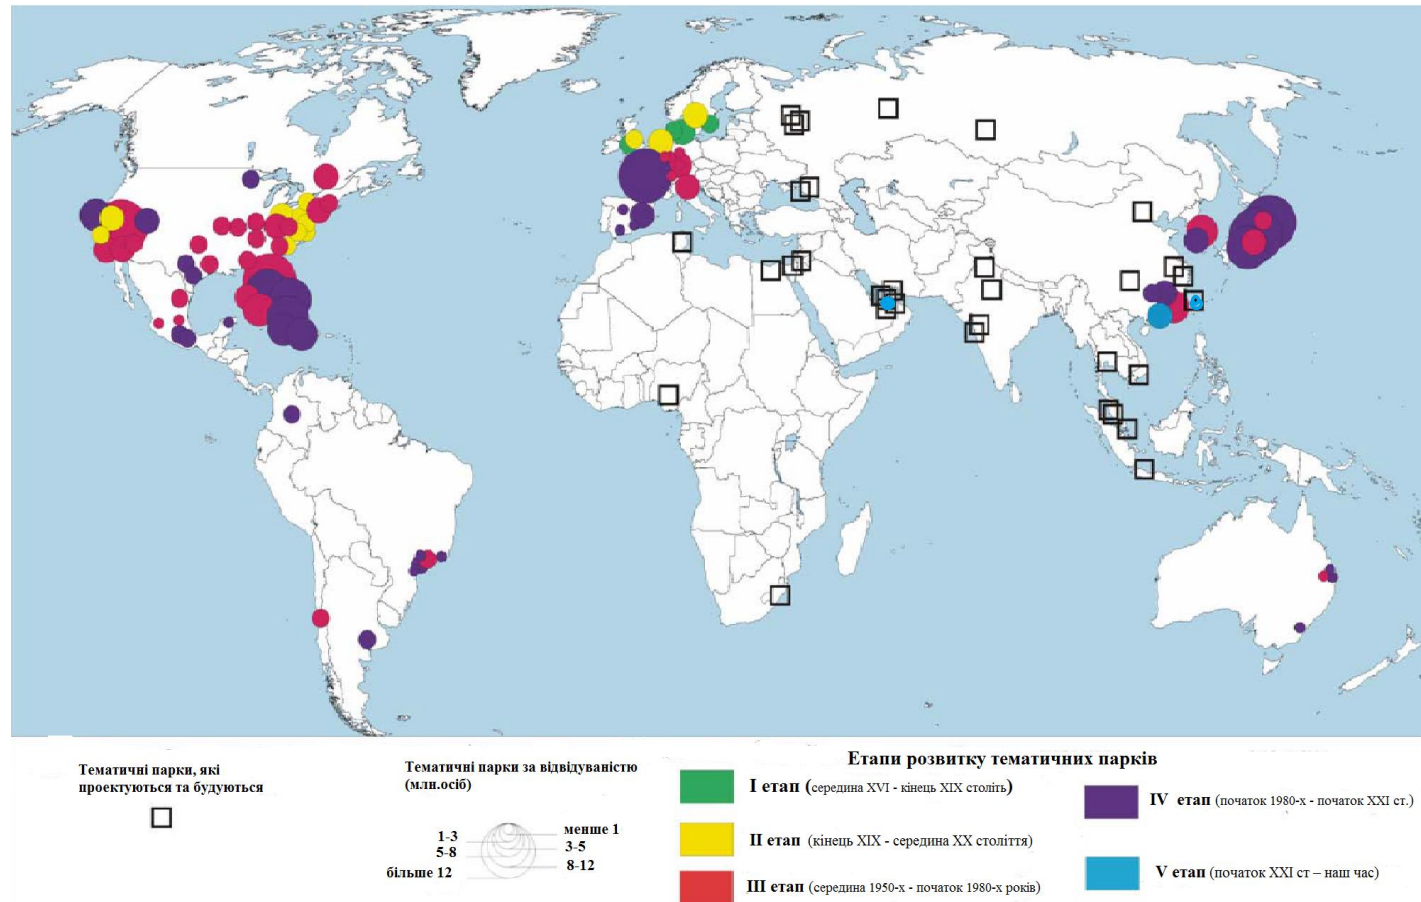 Тематичні парки, які
проектуються та будуються
Тематичні парки за відвідуваністю
(млн.осіб)
1-3
5-8
більше 12
менше 1
3-5
8-12
Етапи розвитку тематичних парків
I етап (середина XVI - кінець XIX століть)
II етап (кінець XIX - середина XX століття)
III етап (середина 1950-х - початок 1980-х років)
IV етап (початок 1980-х - початок XXI ст.)
V етап (початок XXI ст – наш час)